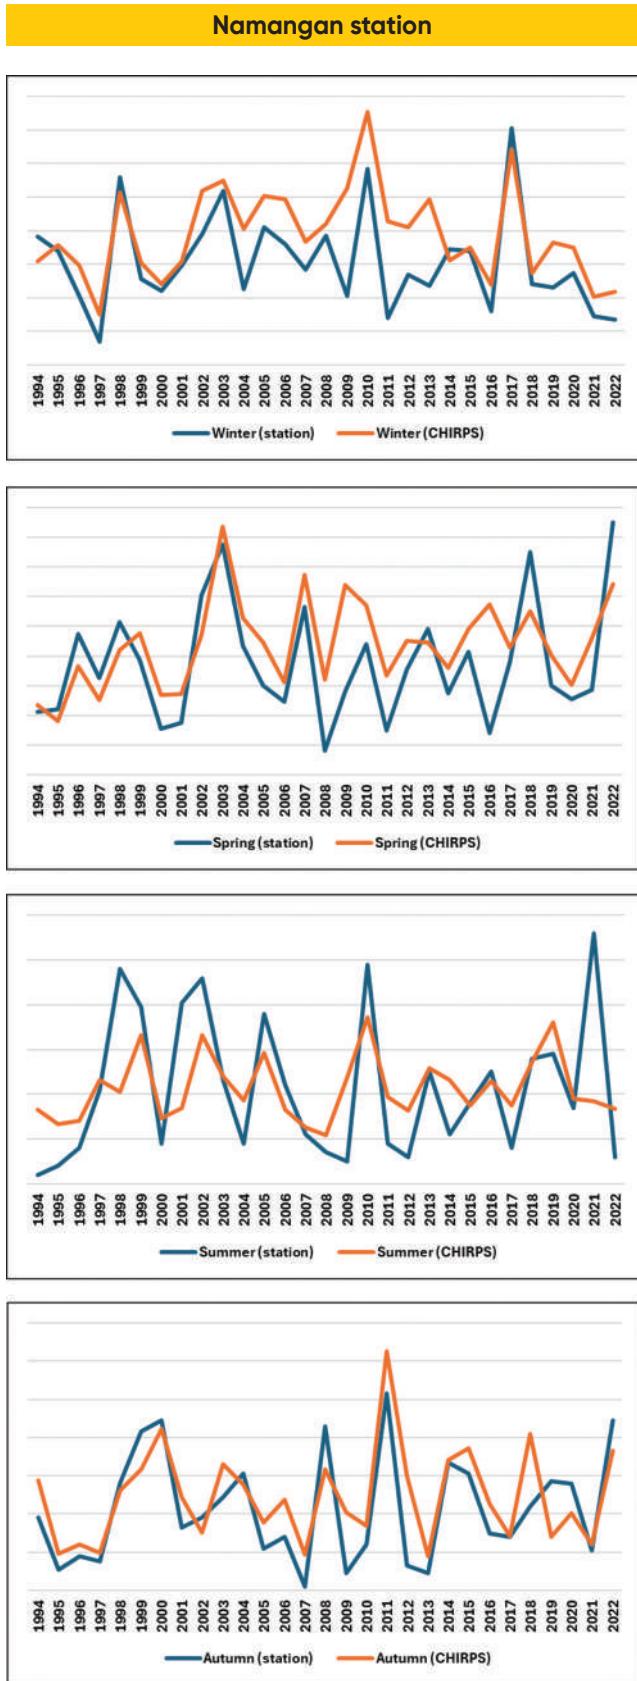 Namangan station
1994 1995 1996 1997 1998 1999 2000 2001 2002 2003 2004 2005 2006 2007 2008 2009 2010 2011 2012 2013 2014 2015 2016 2017 2018 2019 2020 2021 2022
Winter (station) Winter (CHIRPS)
1994 1995 1996 1997 1998 1999 2000 2001 2002 2003 2004 2005 2006 2007 2008 2009 2010 2011 2012 2013 2014 2015 2016 2017 2018 2019 2020 2021 2022
Spring (station) Spring (CHIRPS)
1994 1995 1996 1997 1998 1999 2000 2001 2002 2003 2004 2005 2006 2007 2008 2009 2010 2011 2012 2013 2014 2015 2016 2017 2018 2019 2020 2021 2022
Summer (station) Summer (CHIRPS)
1994 1995 1996 1997 1998 1999 2000 2001 2002 2003 2004 2005 2006 2007 2008 2009 2010 2011 2012 2013 2014 2015 2016 2017 2018 2019 2020 2021 2022
Autumn (station) Autumn (CHIRPS)